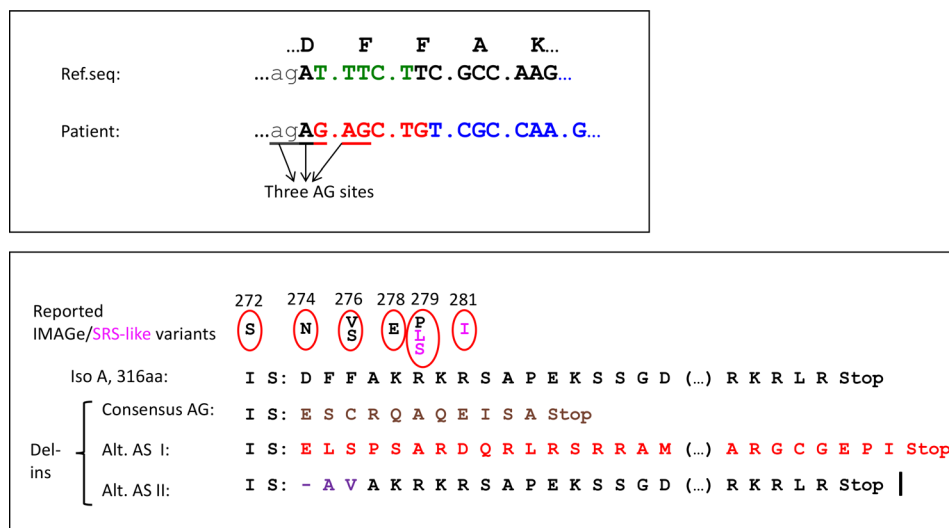 ...D F F A K...
Ref.seq: ...agAT.TTC.TTC.GCC.AAG...
Patient: ...agAG.AGC.TGT.CGC.CAA.G...
Three AG sites
272 274 276 278 279 281
Reported
IMAGe/SRS-like variants
S N V S E P L S I
Iso A, 316aa: I S: D F F A K R K R S A P E K S S G D (...) R K R L R Stop
Consensus AG: I S: E S C R Q A Q E I S A Stop
Del-
ins
Alt. AS I: I S: E L S P S A R D Q R L R S R R A M (...) A R G C G E P I Stop
Alt. AS II: I S: - A V A K R K R S A P E K S S G D (...) R K R L R Stop